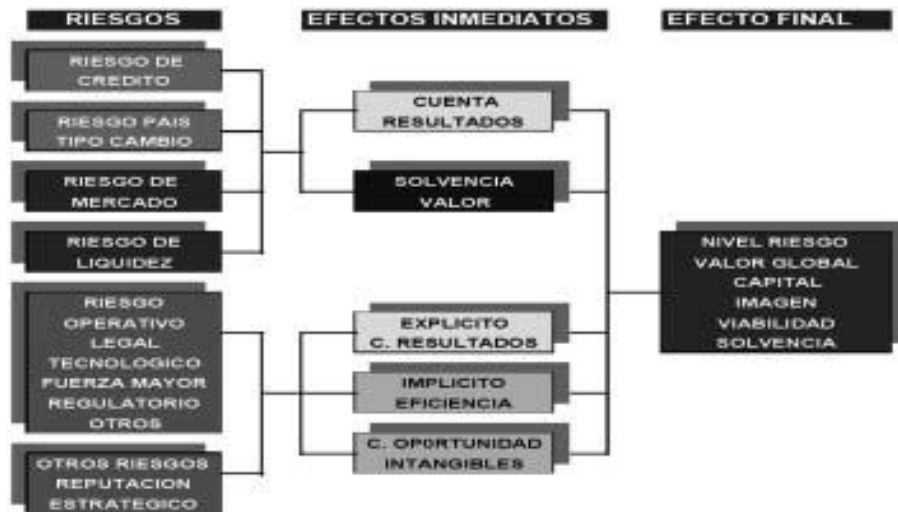 RIESGOS
EFECTOS INMEDIATOS
EFECTO FINAL
RIESGO DE
CREDITO
RIESGO PAIS
TIPO CAMBIO
RIESGO DE
MERCADO
RIESGO DE
LIQUIDEZ
RIESGO
OPERATIVO
LEGAL
TECNOLOGICO
FUERZA MAYOR
REGULATORIO
OTROS
OTROS RIESGOS
REPUTACION
ESTRATEGICO
CUENTA
RESULTADOS
SOLVENCIA
VALOR
EXPLICITO
C. RESULTADOS
IMPLICITO
EFICIENCIA
C. OP0RTUNIDAD
INTANGIBLES
NIVEL RIESGO
VALOR GLOBAL
CAPITAL
IMAGEN
VIABILIDAD
SOLVENCIA